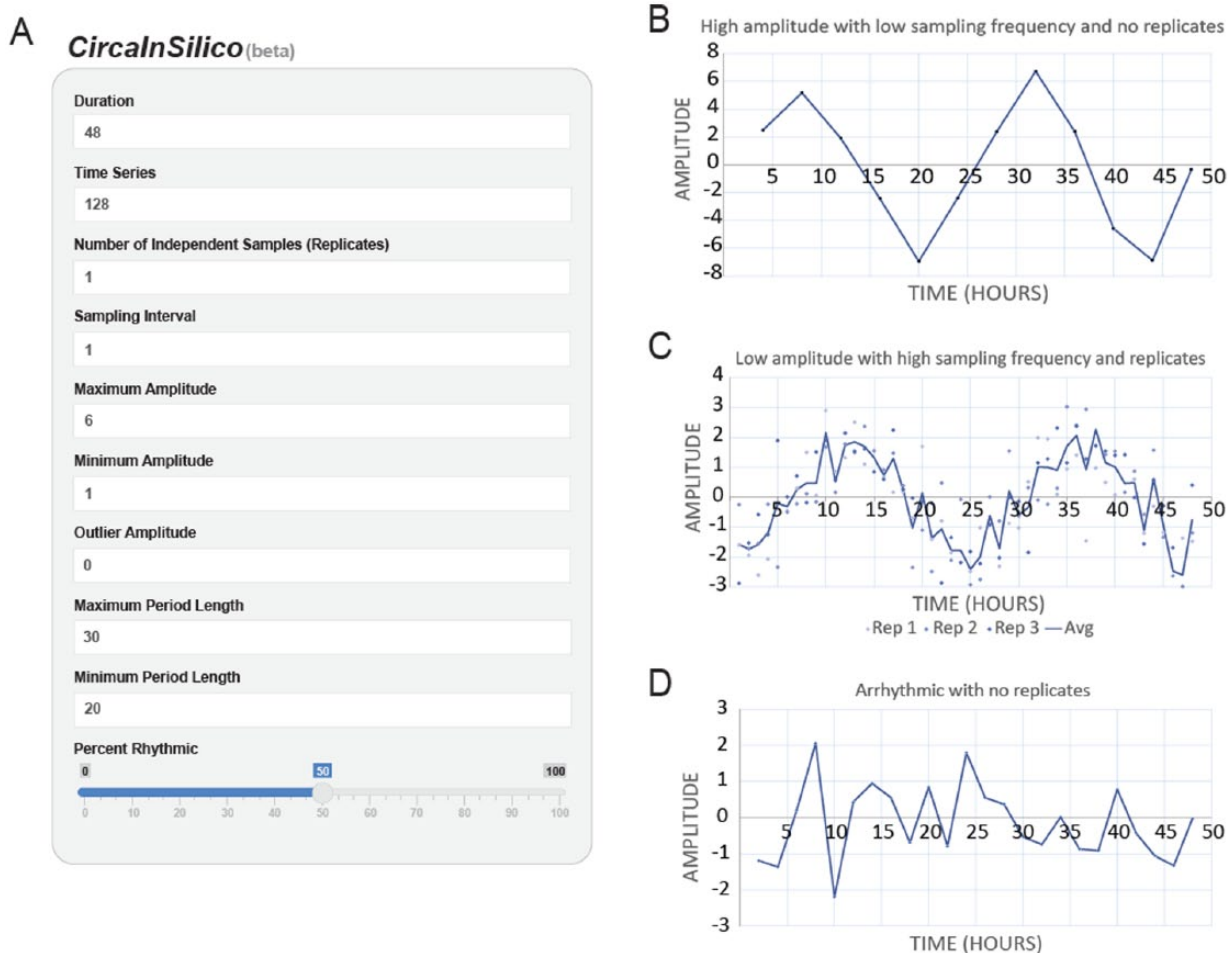 A
CircaInSilico (beta)
Duration
48
Time Series
128
Number of Independent Samples (Replicates)
1
Sampling Interval
1
Maximum Amplitude
6
Minimum Amplitude
1
Outlier Amplitude
0
Maximum Period Length
30
Minimum Period Length
20
Percent Rhythmic
0 50 100
0 10 20 30 40 50 60 70 80 90 100
B
High amplitude with low sampling frequency and no replicates
AMPLITUDE
8
6
4
2
0
-2
-4
-6
-8
5 10 15 20 25 30 35 40 45 50
TIME (HOURS)
C
Low amplitude with high sampling frequency and replicates
AMPLITUDE
4
3
2
1
0
-1
-2
-3
5 10 15 20 25 30 35 40 45 50
TIME (HOURS)
Rep 1 Rep 2 Rep 3 Avg
D
Arrhythmic with no replicates
AMPLITUDE
3
2
1
0
-1
-2
-3
5 10 15 20 25 30 35 40 45 50
TIME (HOURS)